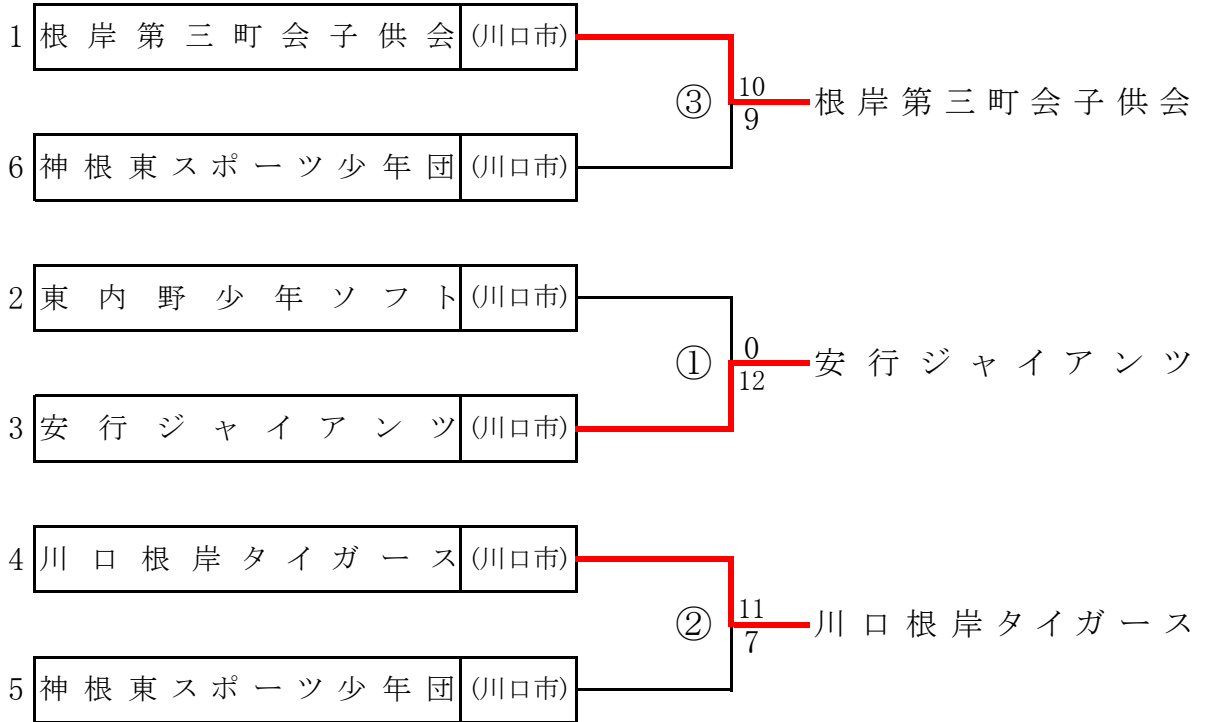 1 根岸第三町会子供会 (川口市)
③ 10 根岸第三町会子供会
9
6 神根東スポーツ少年団 (川口市)
2 東内野少年ソフト (川口市)
① 0 安行ジャイアンツ
12
3 安行ジャイアンツ (川口市)
4 川口根岸タイガース (川口市)
② 11 川口根岸タイガース
7
5 神根東スポーツ少年団 (川口市)